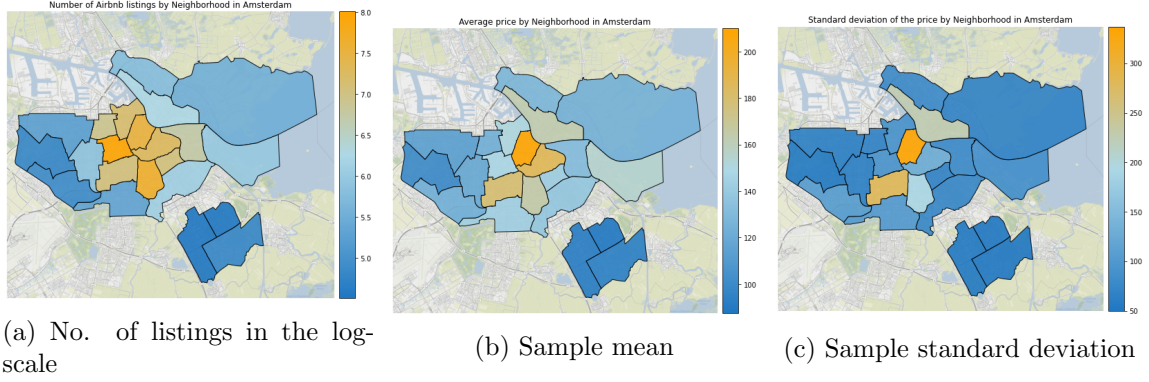 Number of Airbnb listings by Neighborhood in Amsterdam
8.0
7.5
7.0
6.5
6.0
5.5
5.0
(a) No. of listings in the log-
scale
Average price by Neighborhood in Amsterdam
200
180
160
140
120
100
(b) Sample mean
Standard deviation of the price by Neighborhood in Amsterdam
300
250
200
150
100
50
(c) Sample standard deviation